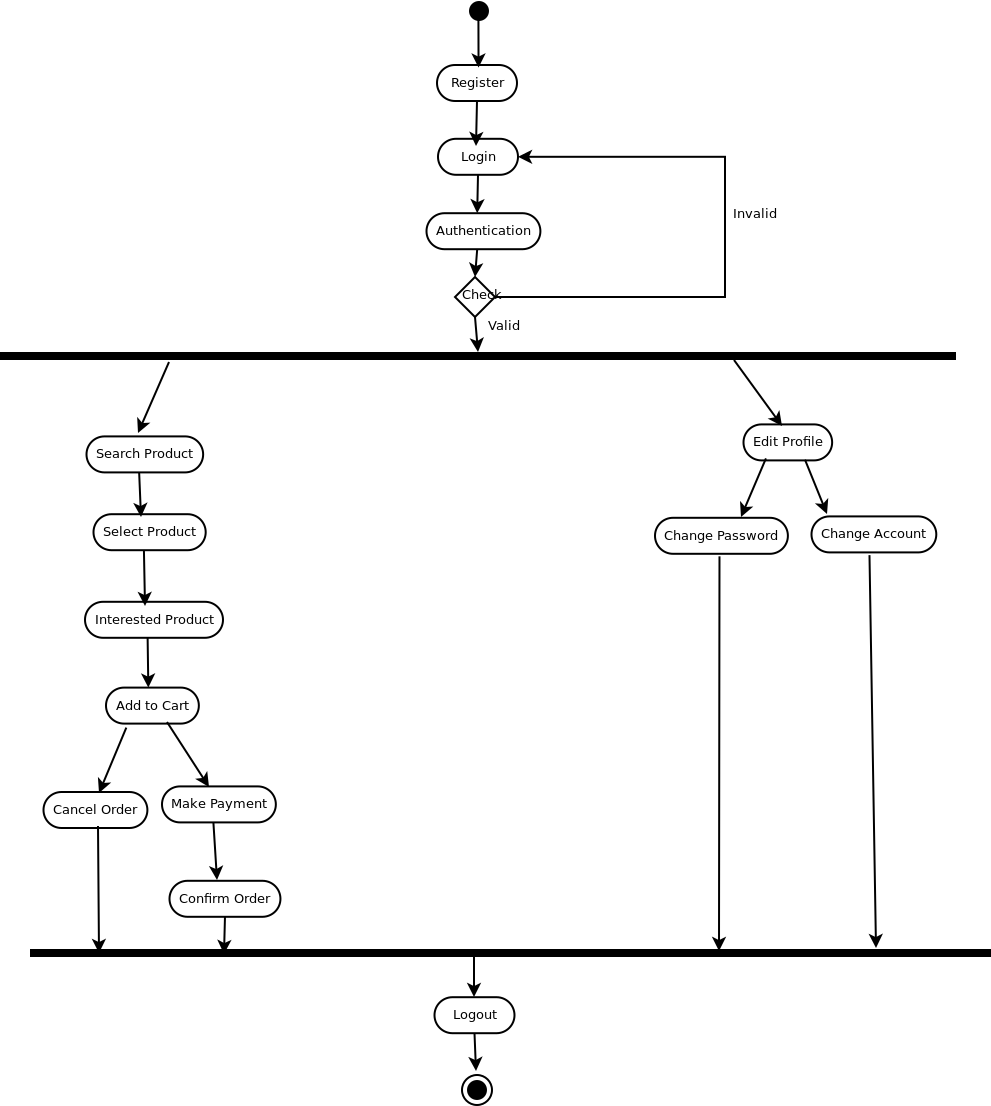 Register
Login
Invalid
Authentication
Check
Valid
Edit Profile
Search Product
Select Product
Change Password
Change Account
Interested Product
Add to Cart
Cancel Order
Make Payment
Confirm Order
Logout